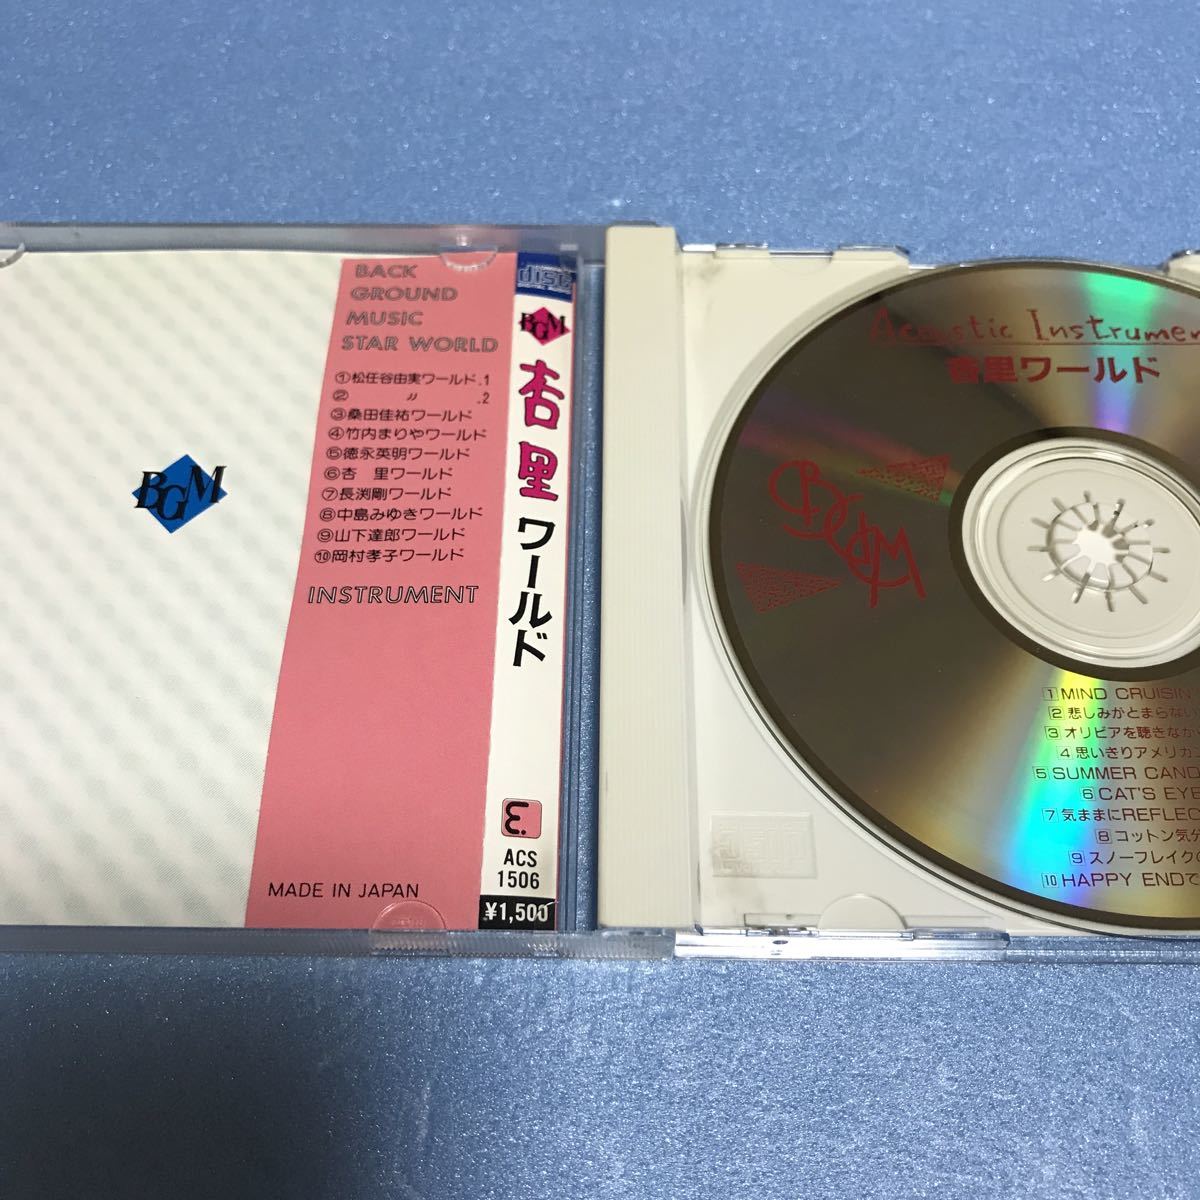 BACK
GROUND
MUSIC
STAR WORLD
①松任谷由実ワールド.1
② 〃 .2
③桑田佳祐ワールド
④竹内まりやワールド
⑤徳永英明ワールド
⑥杏 里ワールド
⑦長渕剛ワールド
⑧中島みゆきワールド
⑨山下達郎ワールド
⑩岡村孝子ワールド
INSTRUMENT
MADE IN JAPAN
BGM
disc
DIGITAL AUDIO
BGM
杏里ワールド
ACS
1506
¥1,500
Acoustic Instrumen
杏里ワールド
BGM
1 MIND CRUISIN
2 悲しみがとまらない
3 オリビアを聴きなが
4 思いきりアメリカ
5 SUMMER CAND
6 CAT'S EYE
7 気ままにREFLEC
8 コットン気分
9 スノーフレイクの
10 HAPPY ENDで